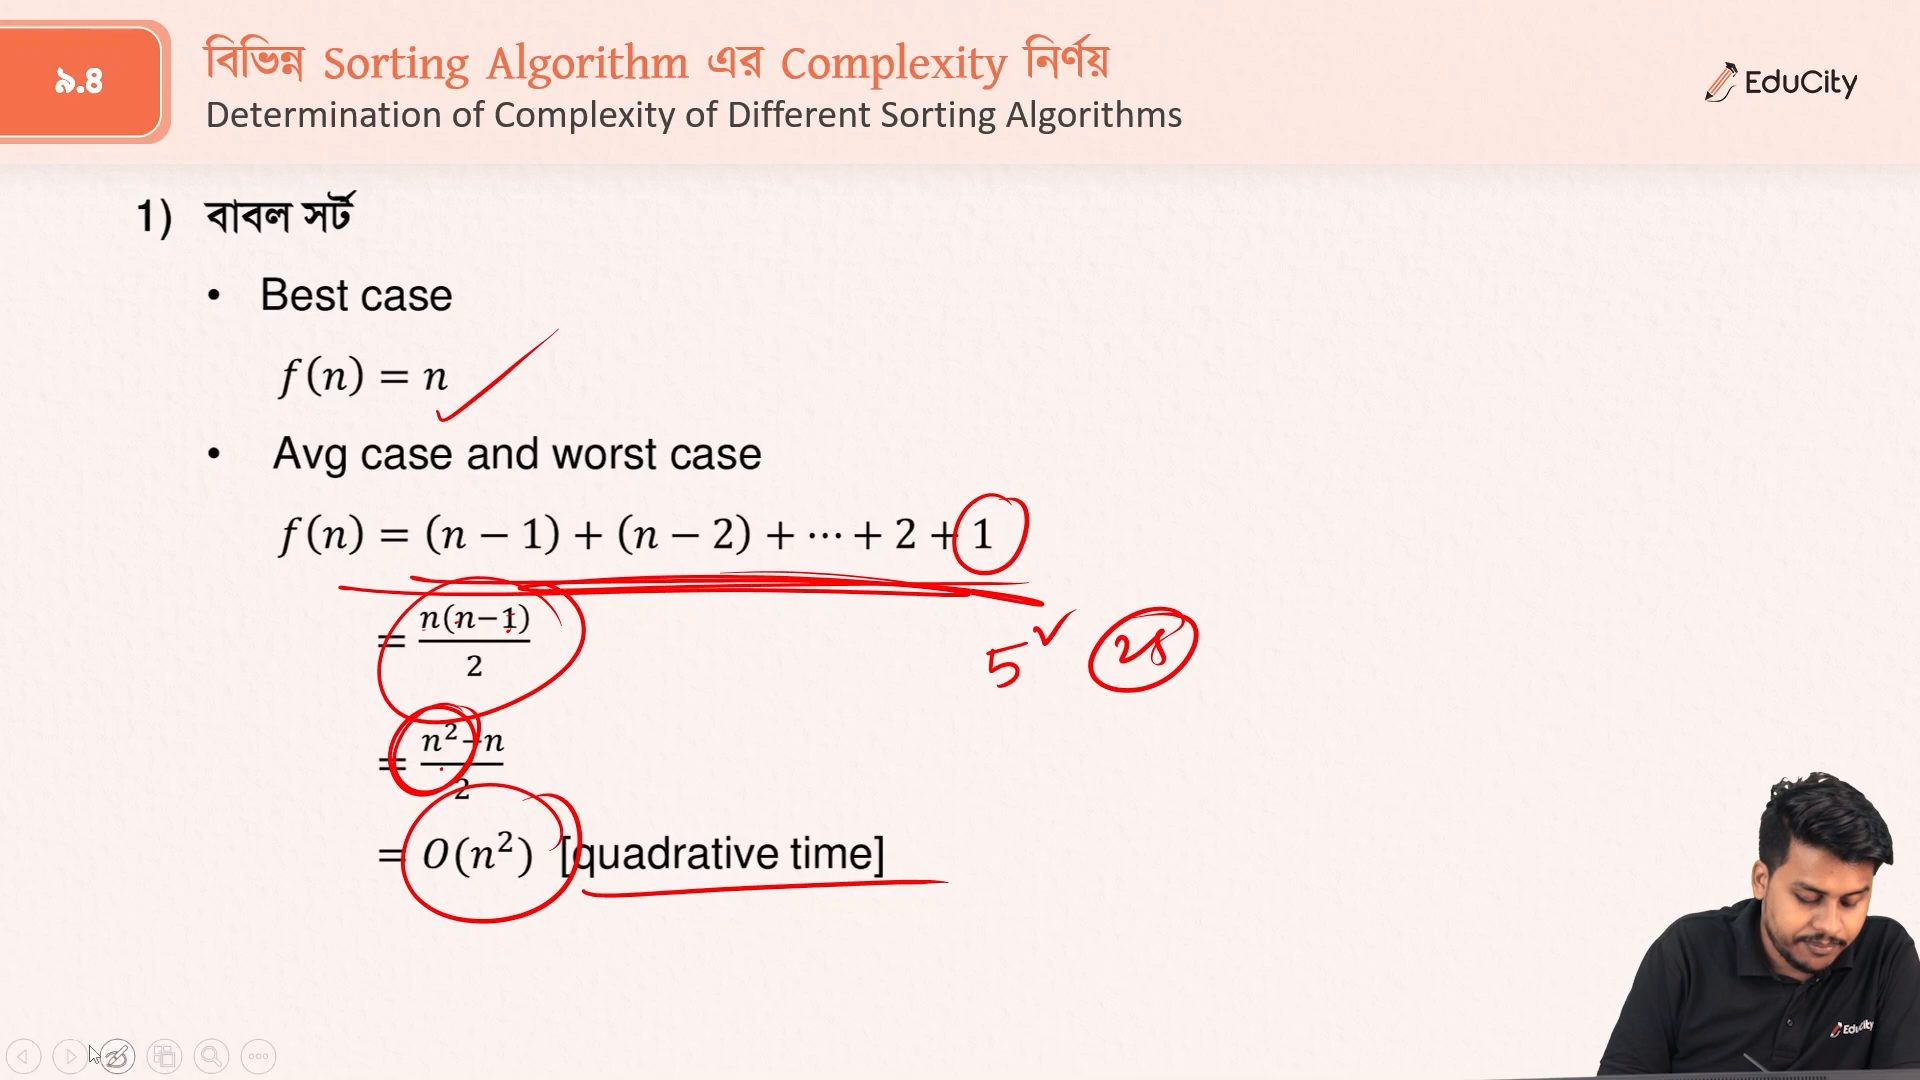 ৯.৪
বিভিন্ন Sorting Algorithm এর Complexity নির্ণয়
Determination of Complexity of Different Sorting Algorithms
EduCity
1) বাবল সর্ট
• Best case
f(n) = n
• Avg case and worst case
f(n) = (n − 1) + (n − 2) + ⋯ + 2 + 1
= n(n−1)/2
5
= n²−n/2
= O(n²) [quadrative time]
EduCity